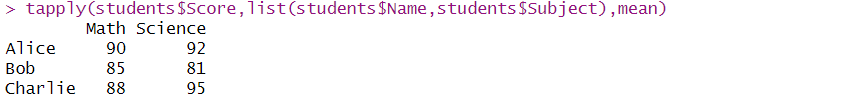 > tapply(students$Score,list(students$Name,students$Subject),mean)
        Math Science
Alice     90      92
Bob       85      81
Charlie   88      95